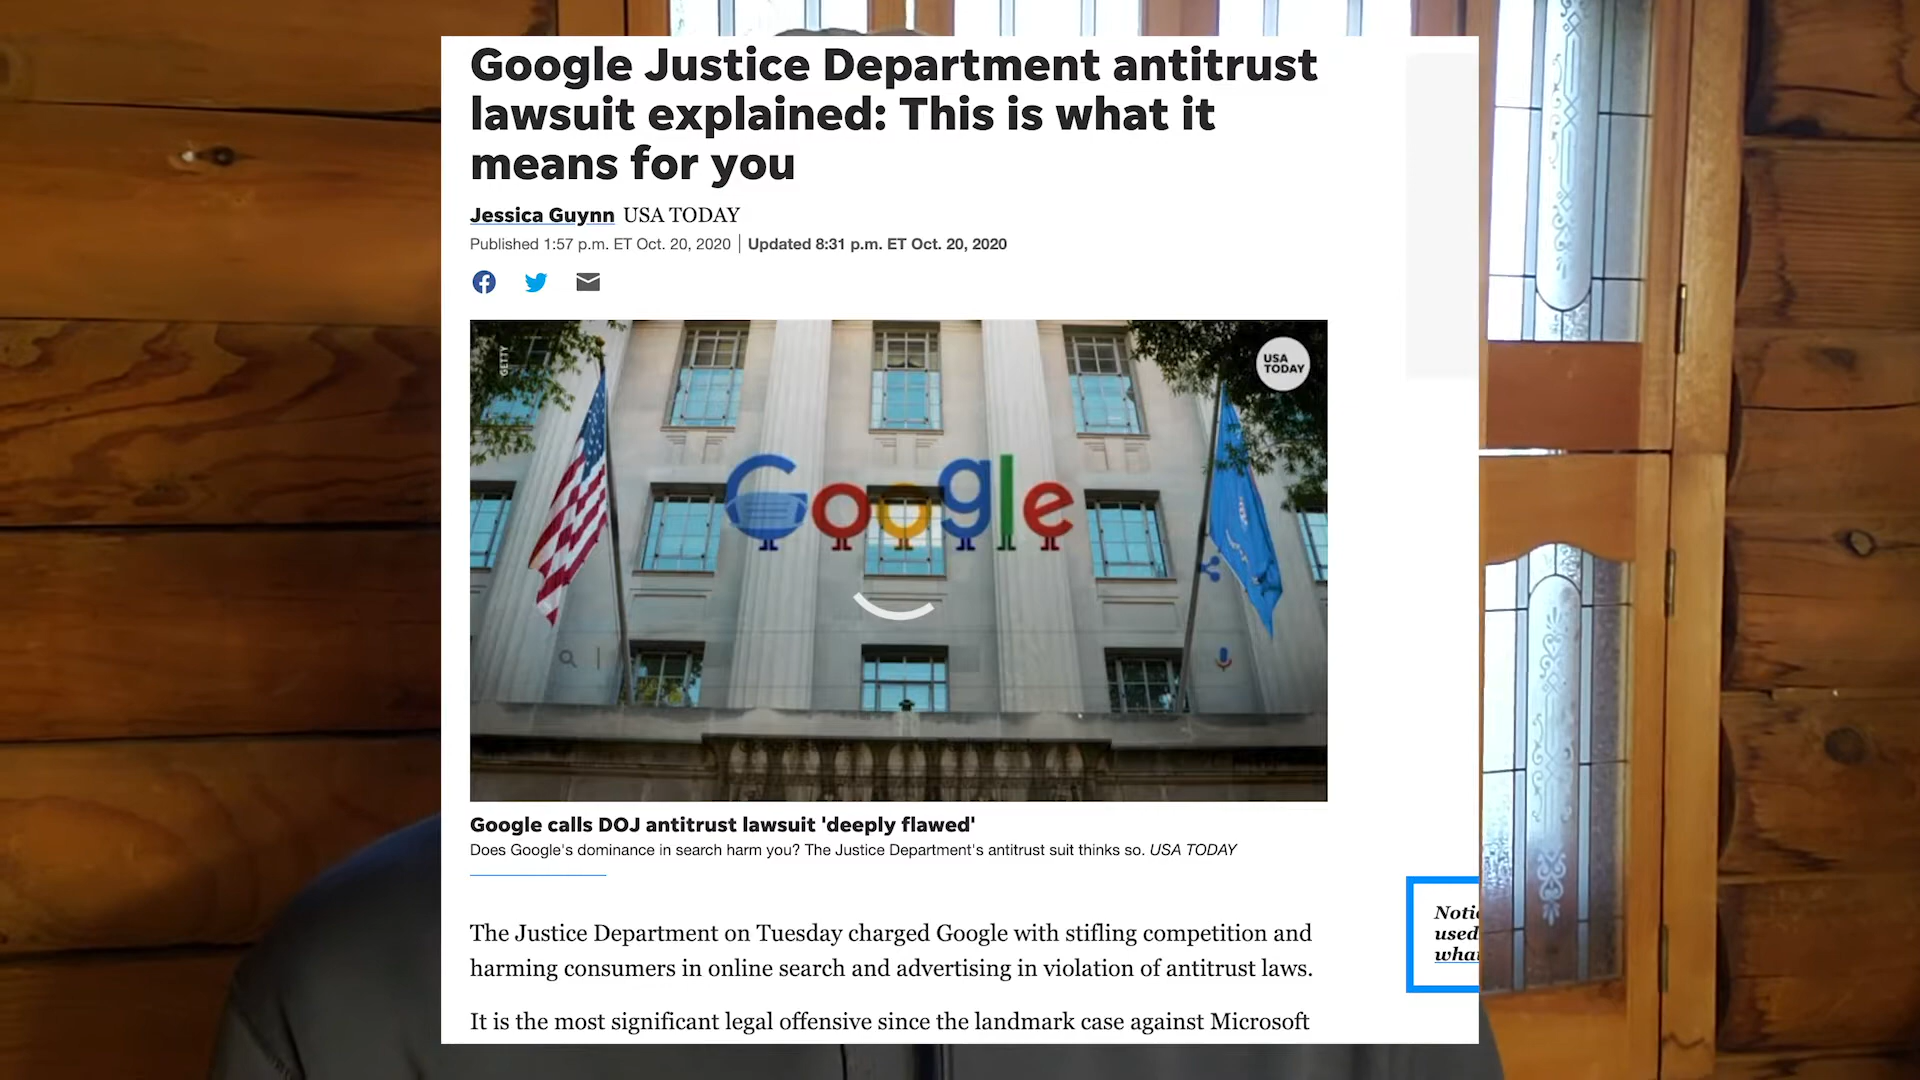 Google Justice Department antitrust
lawsuit explained: This is what it
means for you
Jessica Guynn USA TODAY
Published 1:57 p.m. ET Oct. 20, 2020 | Updated 8:31 p.m. ET Oct. 20, 2020
GETTY
USA
TODAY
Google
Google calls DOJ antitrust lawsuit 'deeply flawed'
Does Google's dominance in search harm you? The Justice Department's antitrust suit thinks so. USA TODAY
The Justice Department on Tuesday charged Google with stifling competition and
harming consumers in online search and advertising in violation of antitrust laws.
It is the most significant legal offensive since the landmark case against Microsoft
used